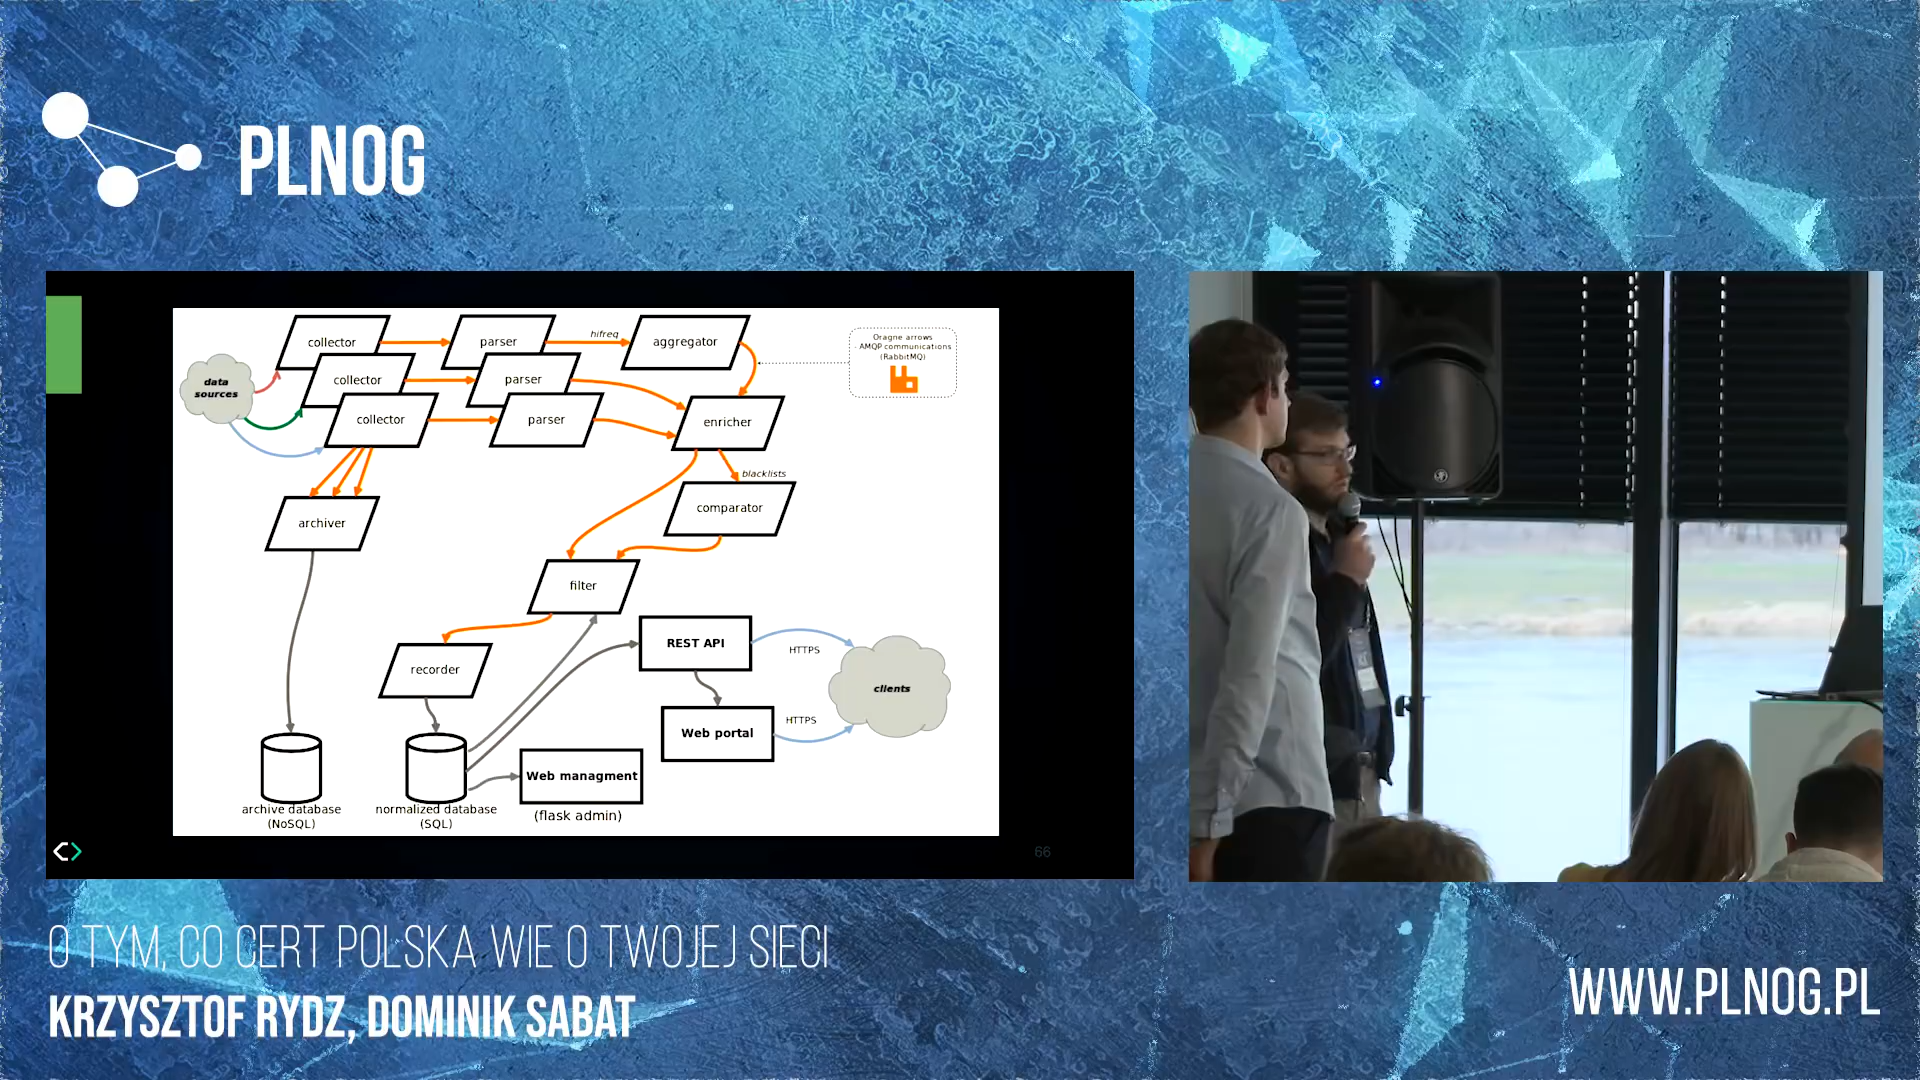 PLNOG
collector
parser
hifreq
aggregator
Oragne arrows
- AMQP communications
(RabbitMQ)
data
sources
collector
parser
collector
parser
enricher
blacklists
comparator
archiver
filter
REST API
HTTPS
recorder
clients
HTTPS
Web portal
Web managment
archive database
(NoSQL)
normalized database
(SQL)
(flask admin)
66
O TYM, CO CERT POLSKA WIE O TWOJEJ SIECI
KRZYSZTOF RYDZ, DOMINIK SABAT
WWW.PLNOG.PL